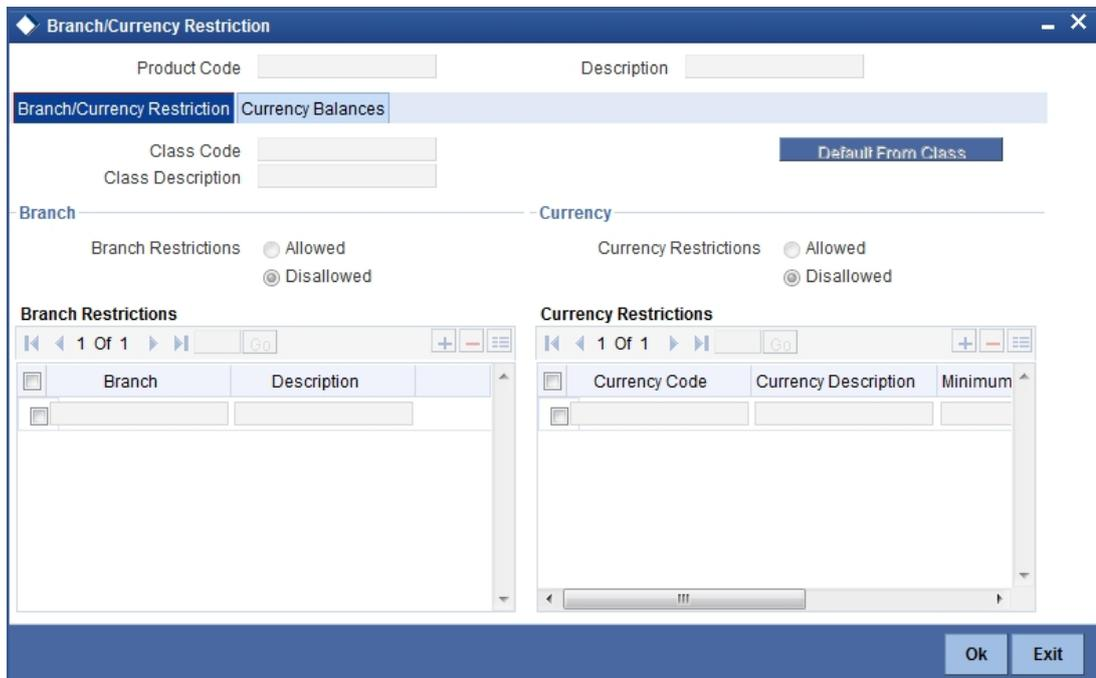 Branch/Currency Restriction
Product Code Description
Branch/Currency Restriction Currency Balances
Class Code Default From Class
Class Description
Branch Currency
Branch Restrictions Allowed Currency Restrictions Allowed
Disallowed Disallowed
Branch Restrictions Currency Restrictions
1 Of 1 Go 1 Of 1 Go
Branch Description Currency Code Currency Description Minimum
Ok Exit